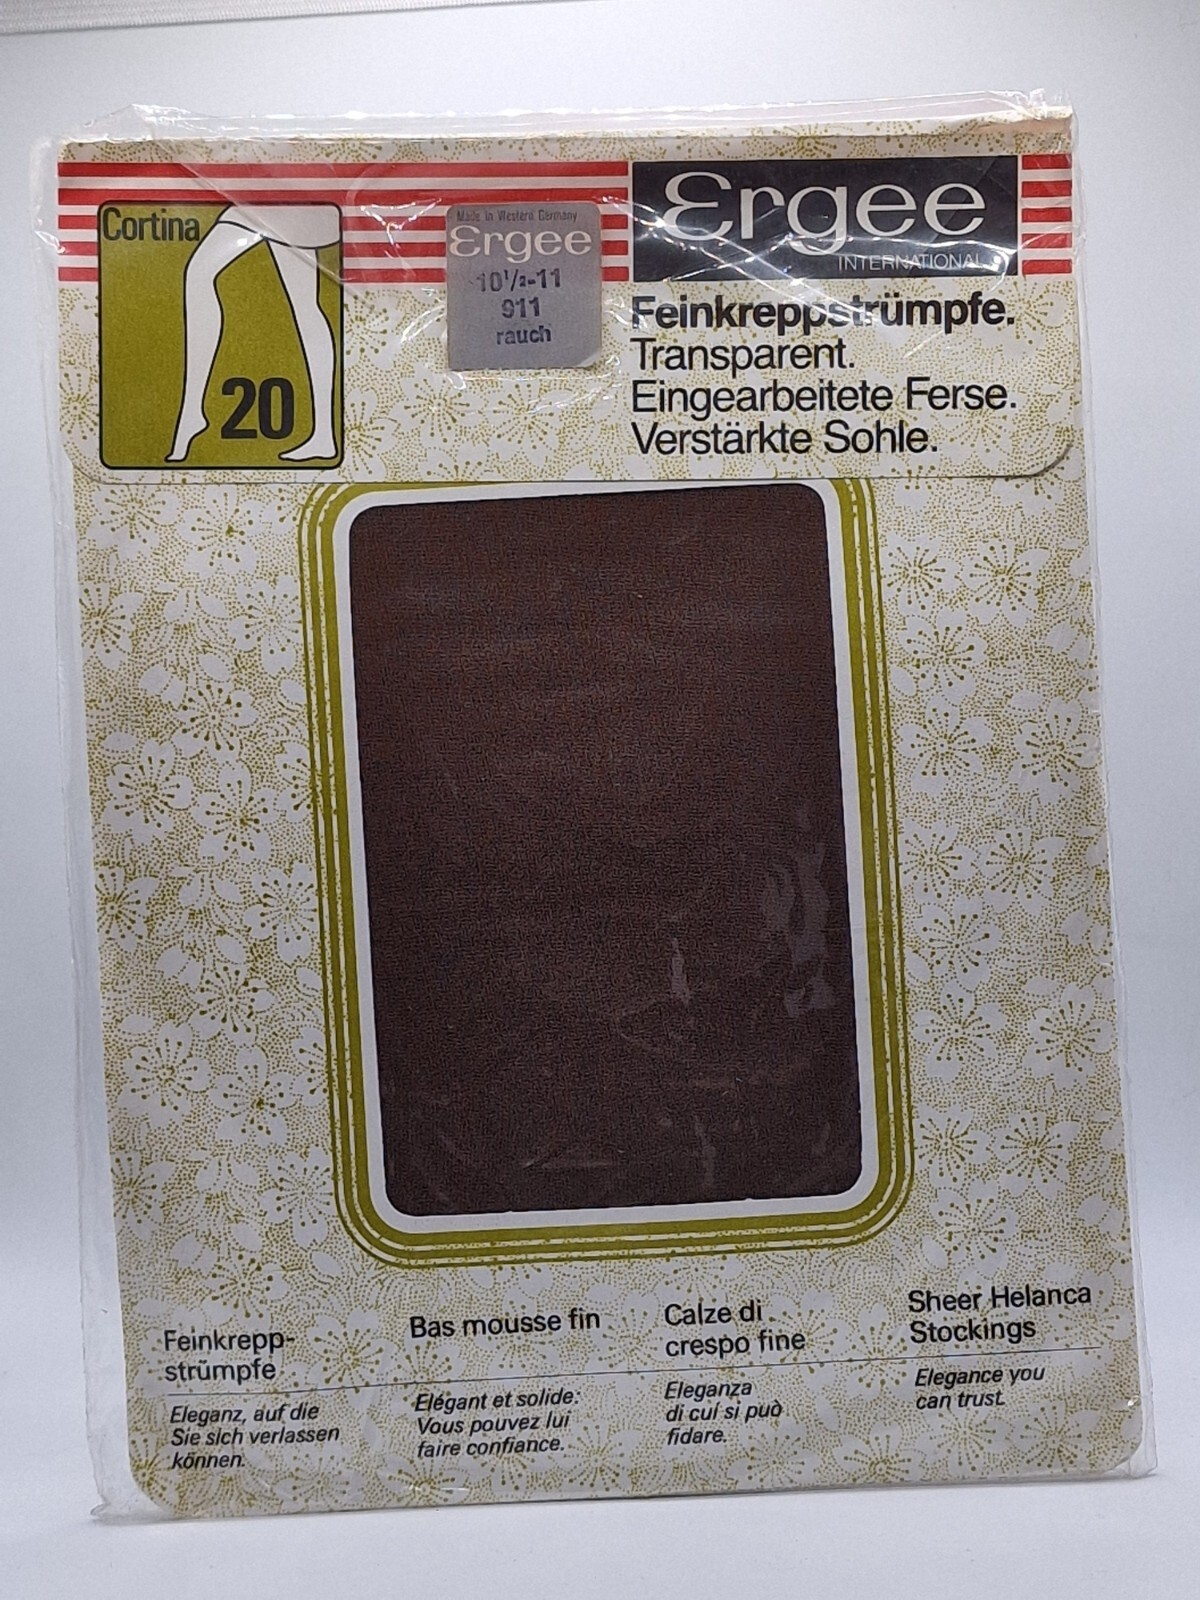 Cortina
20
Made in Western Germany
Ergee
10½-11
911
rauch
Ergee
INTERNATIONAL
Feinkreppstrümpfe.
Transparent.
Eingearbeitete Ferse.
Verstärkte Sohle.
Feinkrepp-
strümpfe
Eleganz, auf die
Sie sich verlassen
können.
Bas mousse fin
Elégant et solide:
Vous pouvez lui
faire confiance.
Calze di
crespo fine
Eleganza
di cui si può
fidare.
Sheer Helanca
Stockings
Elegance you
can trust.